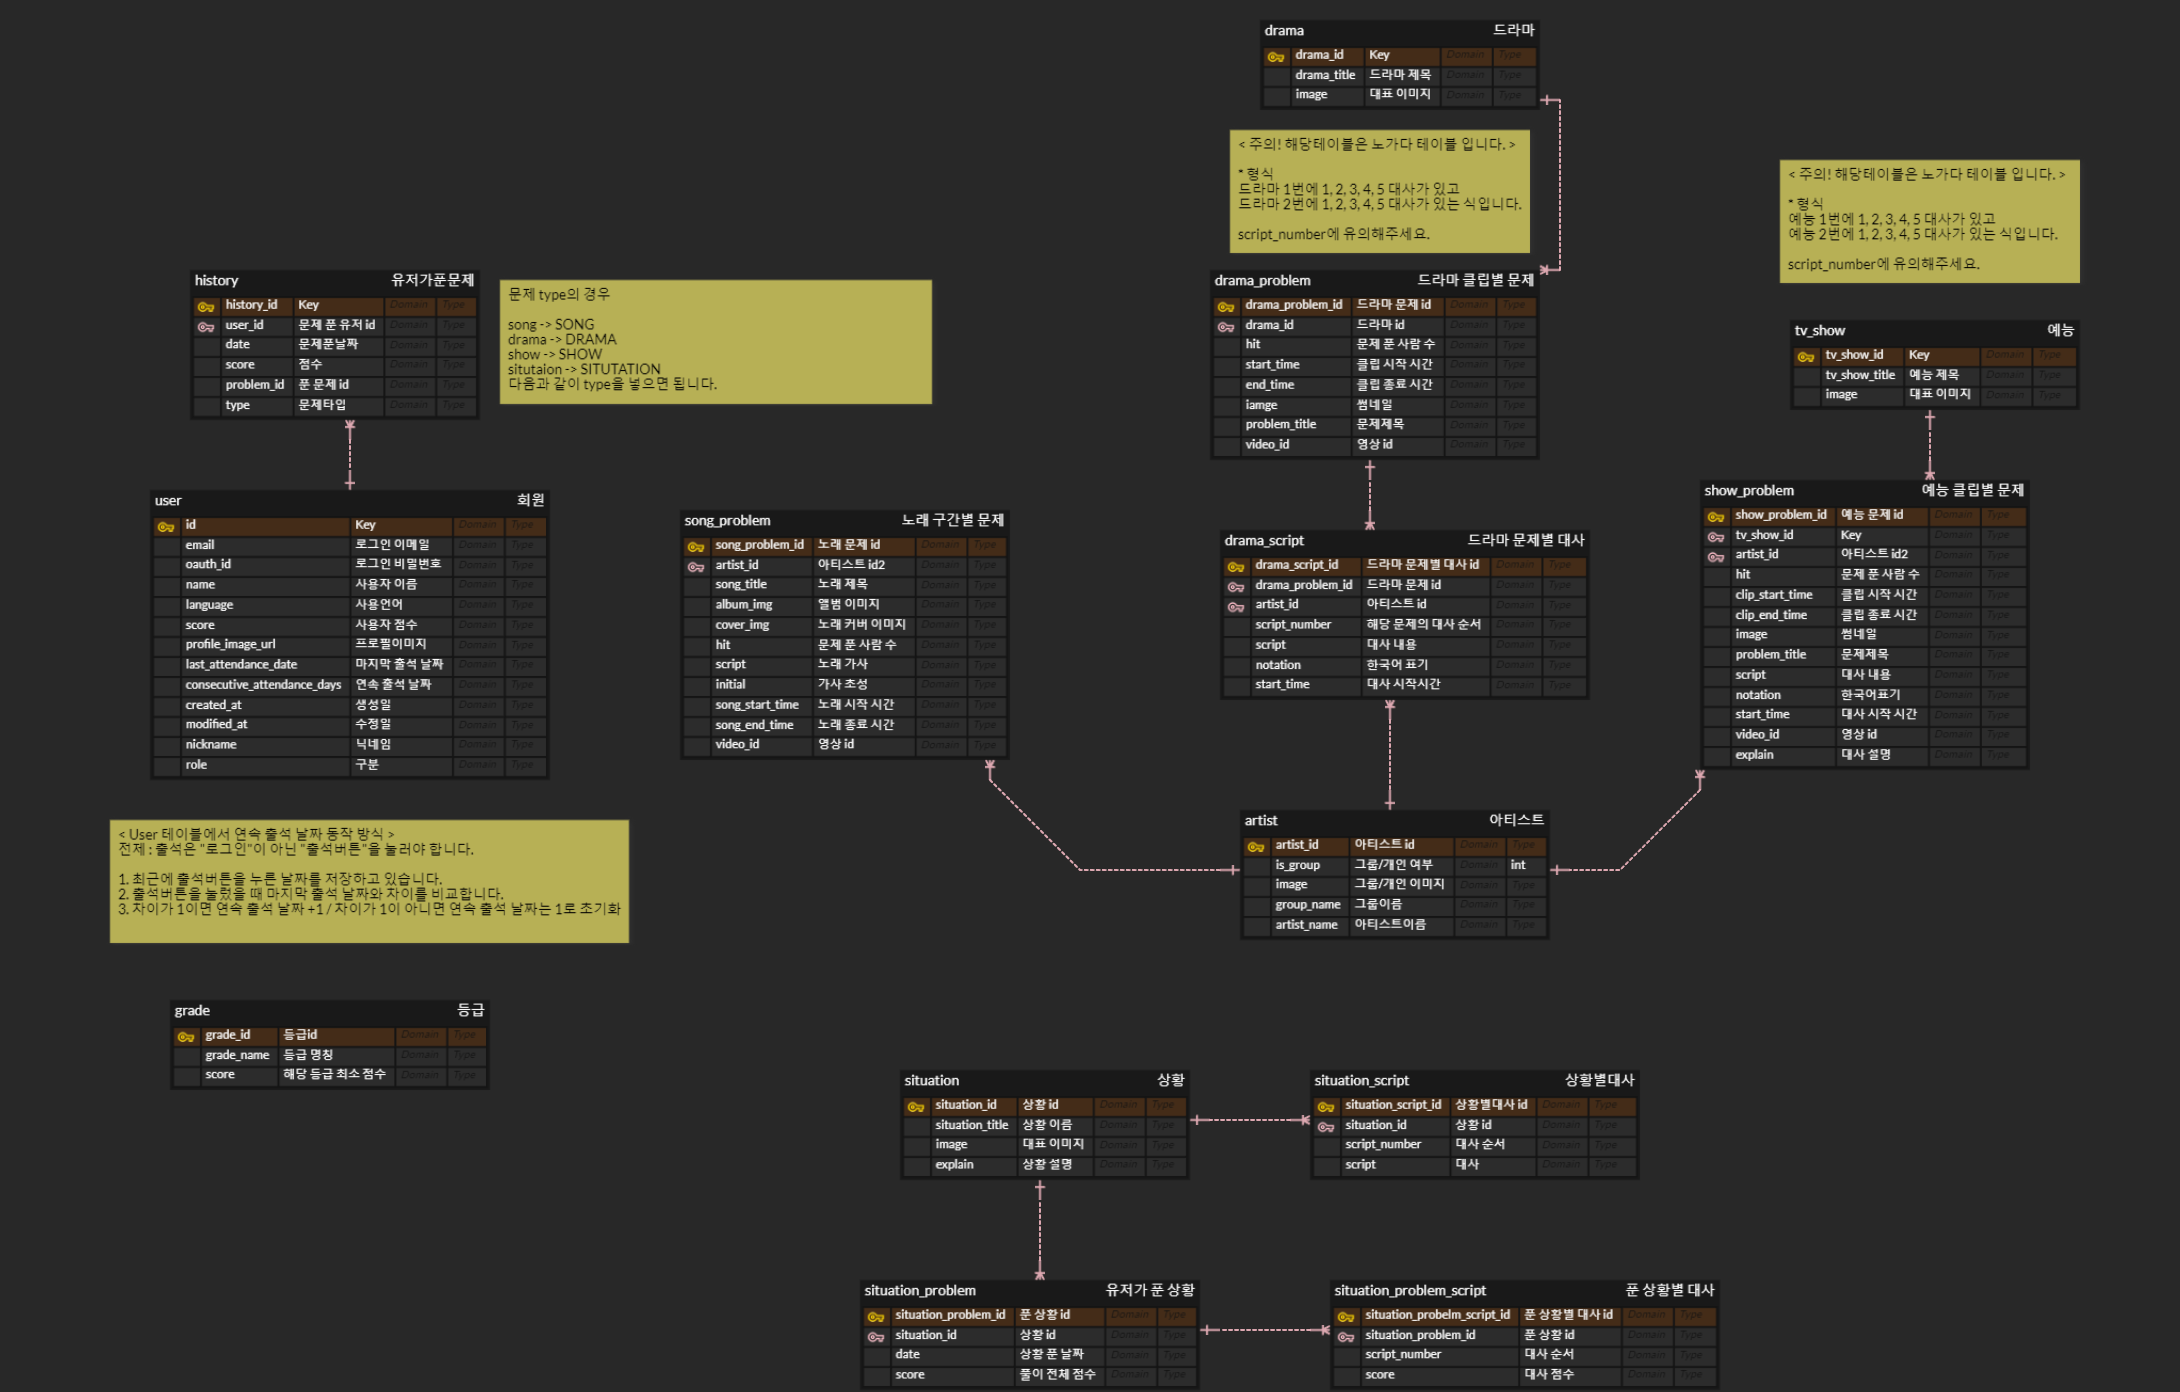 drama 드라마
drama_id Key Domain Type
drama_title 드라마 제목 Domain Type
image 대표 이미지 Domain Type
< 주의! 해당테이블은 노가다 테이블 입니다. >
* 형식
드라마 1번에 1, 2, 3, 4, 5 대사가 있고
드라마 2번에 1, 2, 3, 4, 5 대사가 있는 식입니다.
script_number에 유의해주세요.
< 주의! 해당테이블은 노가다 테이블 입니다. >
* 형식
예능 1번에 1, 2, 3, 4, 5 대사가 있고
예능 2번에 1, 2, 3, 4, 5 대사가 있는 식입니다.
script_number에 유의해주세요.
history 유저가푼문제
history_id Key Domain Type
user_id 문제 푼 유저 id Domain Type
date 문제푼날짜 Domain Type
score 점수 Domain Type
problem_id 푼 문제 id Domain Type
type 문제타입 Domain Type
문제 type의 경우
song -> SONG
drama -> DRAMA
show -> SHOW
situtaion -> SITUTATION
다음과 같이 type을 넣으면 됩니다.
drama_problem 드라마 클립별 문제
drama_problem_id 드라마 문제 id Domain Type
drama_id 드라마 id Domain Type
hit 문제 푼 사람 수 Domain Type
start_time 클립 시작 시간 Domain Type
end_time 클립 종료 시간 Domain Type
iamge 썸네일 Domain Type
problem_title 문제제목 Domain Type
video_id 영상 id Domain Type
tv_show 예능
tv_show_id Key Domain Type
tv_show_title 예능 제목 Domain Type
image 대표 이미지 Domain Type
user 회원
id Key Domain Type
email 로그인 이메일 Domain Type
oauth_id 로그인 비밀번호 Domain Type
name 사용자 이름 Domain Type
language 사용언어 Domain Type
score 사용자 점수 Domain Type
profile_image_url 프로필이미지 Domain Type
last_attendance_date 마지막 출석 날짜 Domain Type
consecutive_attendance_days 연속 출석 날짜 Domain Type
created_at 생성일 Domain Type
modified_at 수정일 Domain Type
nickname 닉네임 Domain Type
role 구분 Domain Type
song_problem 노래 구간별 문제
song_problem_id 노래 문제 id Domain Type
artist_id 아티스트 id2 Domain Type
song_title 노래 제목 Domain Type
album_img 앨범 이미지 Domain Type
cover_img 노래 커버 이미지 Domain Type
hit 문제 푼 사람 수 Domain Type
script 노래 가사 Domain Type
initial 가사 초성 Domain Type
song_start_time 노래 시작 시간 Domain Type
song_end_time 노래 종료 시간 Domain Type
video_id 영상 id Domain Type
drama_script 드라마 문제별 대사
drama_script_id 드라마 문제별 대사 id Domain Type
drama_problem_id 드라마 문제 id Domain Type
artist_id 아티스트 id Domain Type
script_number 해당 문제의 대사 순서 Domain Type
script 대사 내용 Domain Type
notation 한국어 표기 Domain Type
start_time 대사 시작시간 Domain Type
show_problem 예능 클립별 문제
show_problem_id 예능 문제 id Domain Type
tv_show_id Key Domain Type
artist_id 아티스트 id2 Domain Type
hit 문제 푼 사람 수 Domain Type
clip_start_time 클립 시작 시간 Domain Type
clip_end_time 클립 종료 시간 Domain Type
image 썸네일 Domain Type
problem_title 문제제목 Domain Type
script 대사 내용 Domain Type
notation 한국어표기 Domain Type
start_time 대사 시작 시간 Domain Type
video_id 영상 id Domain Type
explain 대사 설명 Domain Type
< User 테이블에서 연속 출석 날짜 동작 방식 >
전제 : 출석은 "로그인"이 아닌 "출석버튼"을 눌러야 합니다.
1. 최근에 출석버튼을 누른 날짜를 저장하고 있습니다.
2. 출석버튼을 눌렀을 때 마지막 출석 날짜와 차이를 비교합니다.
3. 차이가 1이면 연속 출석 날짜 +1 / 차이가 1이 아니면 연속 출석 날짜는 1로 초기화
artist 아티스트
artist_id 아티스트 id Domain Type
is_group 그룹/개인 여부 Domain int
image 그룹/개인 이미지 Domain Type
group_name 그룹이름 Domain Type
artist_name 아티스트이름 Domain Type
grade 등급
grade_id 등급id Domain Type
grade_name 등급 명칭 Domain Type
score 해당 등급 최소 점수 Domain Type
situation 상황
situation_id 상황 id Domain Type
situation_title 상황 이름 Domain Type
image 대표 이미지 Domain Type
explain 상황 설명 Domain Type
situation_script 상황별대사
situation_script_id 상황별대사 id Domain Type
situation_id 상황 id Domain Type
script_number 대사 순서 Domain Type
script 대사 Domain Type
situation_problem 유저가 푼 상황
situation_problem_id 푼 상황 id Domain Type
situation_id 상황 id Domain Type
date 상황 푼 날짜 Domain Type
score 풀이 전체 점수 Domain Type
situation_problem_script 푼 상황별 대사
situation_probelm_script_id 푼 상황별 대사 id Domain Type
situation_problem_id 푼 상황 id Domain Type
script_number 대사 순서 Domain Type
score 대사 점수 Domain Type